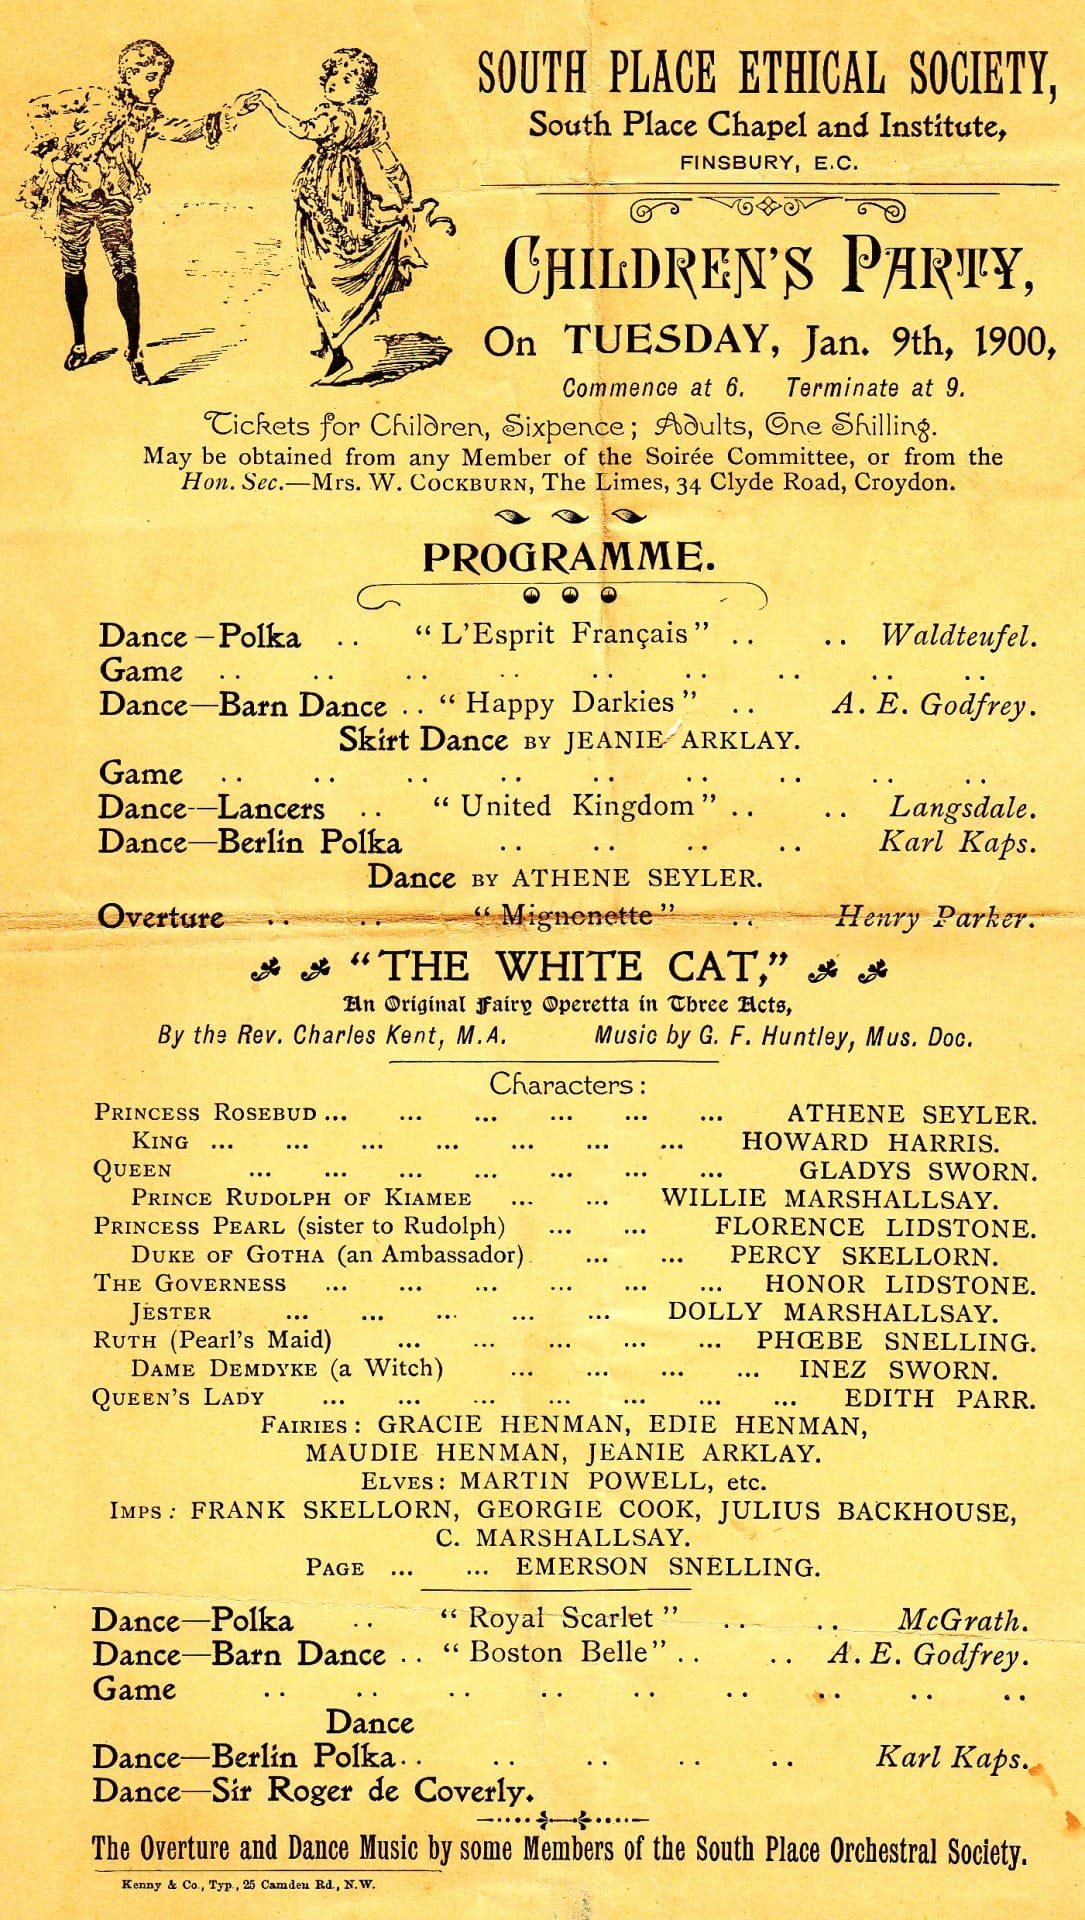 SOUTH PLACE ETHICAL SOCIETY,
South Place Chapel and Institute,
FINSBURY, E.C.
CHILDREN'S PARTY,
On TUESDAY, Jan. 9th, 1900,
Commence at 6. Terminate at 9.
Tickets for Children, Sixpence; Adults, One Shilling.
May be obtained from any Member of the Soirée Committee, or from the
Hon. Sec.—Mrs. W. COCKBURN, The Limes, 34 Clyde Road, Croydon.
PROGRAMME.
Dance—Polka .. "L'Esprit Français" .. .. Waldteufel.
Game .. .. .. .. .. .. .. .. ..
Dance—Barn Dance .. "Happy Darkies" .. A. E. Godfrey.
Skirt Dance BY JEANIE ARKLAY.
Game .. .. .. .. .. .. .. .. ..
Dance—Lancers .. "United Kingdom" .. .. Langsdale.
Dance—Berlin Polka .. .. .. .. Karl Kaps.
Dance BY ATHENE SEYLER.
Overture .. .. "Mignonette" .. Henry Parker.
"THE WHITE CAT,"
An Original Fairy Operetta in Three Acts,
By the Rev. Charles Kent, M.A. Music by G. F. Huntley, Mus. Doc.
Characters:
PRINCESS ROSEBUD ... ... ... ... ... ... ATHENE SEYLER.
KING ... ... ... ... ... ... ... HOWARD HARRIS.
QUEEN ... ... ... ... ... ... ... GLADYS SWORN.
PRINCE RUDOLPH OF KIAMEE ... ... WILLIE MARSHALLSAY.
PRINCESS PEARL (sister to Rudolph) ... ... FLORENCE LIDSTONE.
DUKE OF GOTHA (an Ambassador) ... ... PERCY SKELLORN.
THE GOVERNESS ... ... ... ... ... ... HONOR LIDSTONE.
JESTER ... ... ... ... ... DOLLY MARSHALLSAY.
RUTH (Pearl's Maid) ... ... ... ... ... PHŒBE SNELLING.
DAME DEMDYKE (a Witch) ... ... ... ... INEZ SWORN.
QUEEN'S LADY ... ... ... ... ... ... ... EDITH PARR.
FAIRIES: GRACIE HENMAN, EDIE HENMAN,
MAUDIE HENMAN, JEANIE ARKLAY.
ELVES: MARTIN POWELL, etc.
IMPS: FRANK SKELLORN, GEORGIE COOK, JULIUS BACKHOUSE,
C. MARSHALLSAY.
PAGE ... ... EMERSON SNELLING.
Dance—Polka .. "Royal Scarlet" .. .. McGrath.
Dance—Barn Dance .. "Boston Belle" .. .. A. E. Godfrey.
Game .. .. .. .. .. .. .. .. ..
Dance
Dance—Berlin Polka .. .. .. .. .. Karl Kaps.
Dance—Sir Roger de Coverly.
The Overture and Dance Music by some Members of the South Place Orchestral Society.
Kenny & Co., Typ., 25 Camden Rd., N.W.